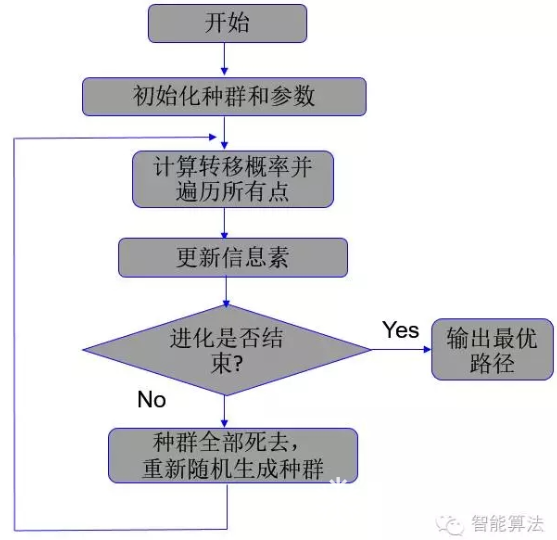 开始
初始化种群和参数
计算转移概率并
遍历所有点
更新信息素
进化是否结
束?
Yes
输出最优
路径
No
种群全部死去,
重新随机生成种群
智能算法